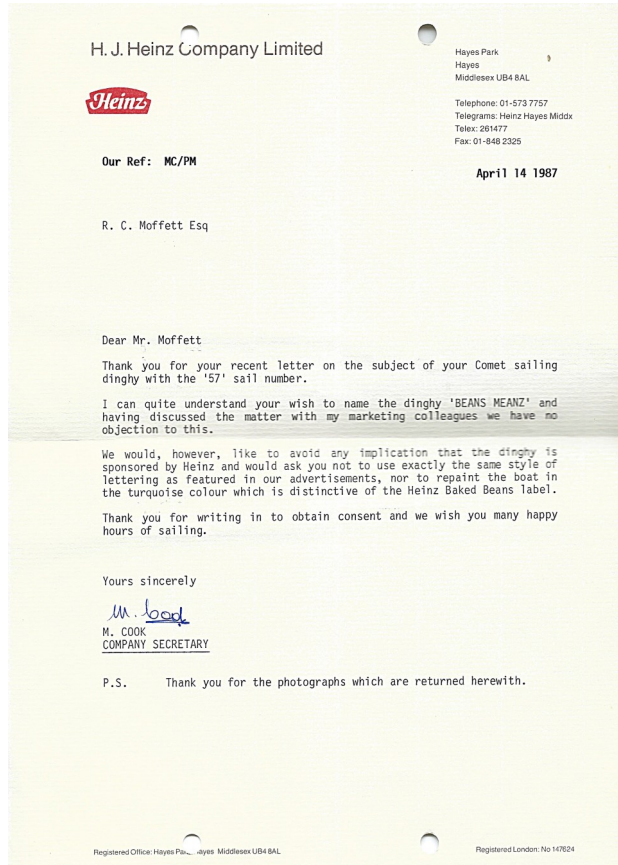 H. J. Heinz Company Limited
Heinz
Hayes Park
Hayes
Middlesex UB4 8AL
Telephone: 01-573 7757
Telegrams: Heinz Hayes Middx
Telex: 261477
Fax: 01-848 2325
Our Ref: MC/PM
April 14 1987
R. C. Moffett Esq
Dear Mr. Moffett
Thank you for your recent letter on the subject of your Comet sailing
dinghy with the '57' sail number.
I can quite understand your wish to name the dinghy 'BEANS MEANZ' and
having discussed the matter with my marketing colleagues we have no
objection to this.
We would, however, like to avoid any implication that the dinghy is
sponsored by Heinz and would ask you not to use exactly the same style of
lettering as featured in our advertisements, nor to repaint the boat in
the turquoise colour which is distinctive of the Heinz Baked Beans label.
Thank you for writing in to obtain consent and we wish you many happy
hours of sailing.
Yours sincerely
M. Cook
M. COOK
COMPANY SECRETARY
P.S. Thank you for the photographs which are returned herewith.
Registered Office: Hayes Middlesex UB4 8AL
Registered London: No 147624